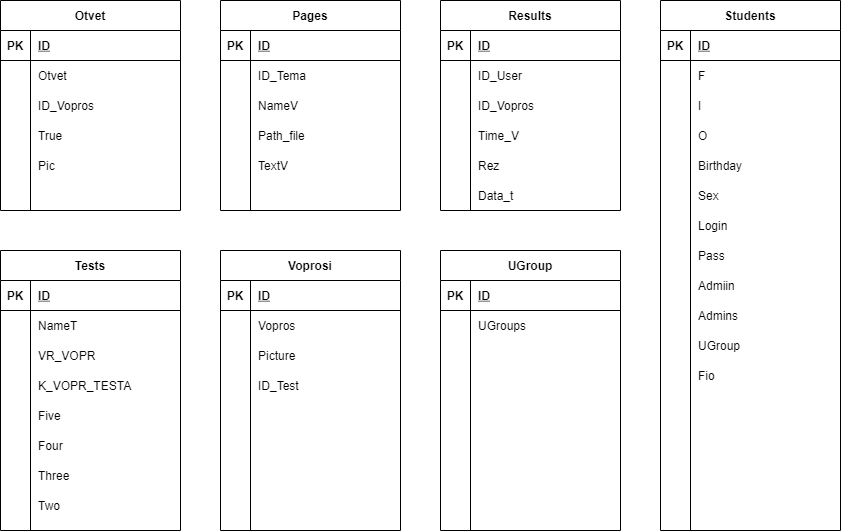 Otvet
PK ID
Otvet
ID_Vopros
True
Pic
Pages
PK ID
ID_Tema
NameV
Path_file
TextV
Results
PK ID
ID_User
ID_Vopros
Time_V
Rez
Data_t
Students
PK ID
F
I
O
Birthday
Sex
Login
Pass
Admiin
Admins
UGroup
Fio
Tests
PK ID
NameT
VR_VOPR
K_VOPR_TESTA
Five
Four
Three
Two
Voprosi
PK ID
Vopros
Picture
ID_Test
UGroup
PK ID
UGroups